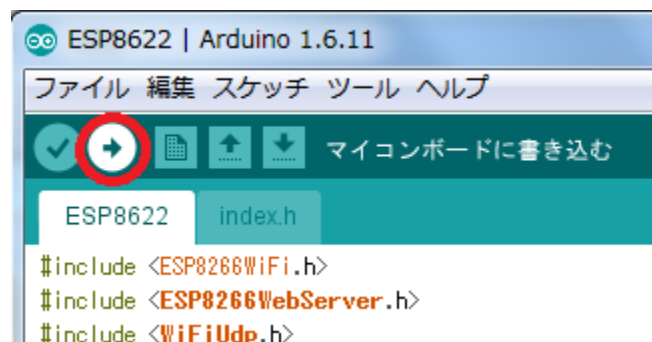 ESP8622 | Arduino 1.6.11
ファイル 編集 スケッチ ツール ヘルプ
マイコンボードに書き込む
ESP8622 index.h
#include <ESP8266WiFi.h>
#include <ESP8266WebServer.h>
#include <WiFiUdp.h>